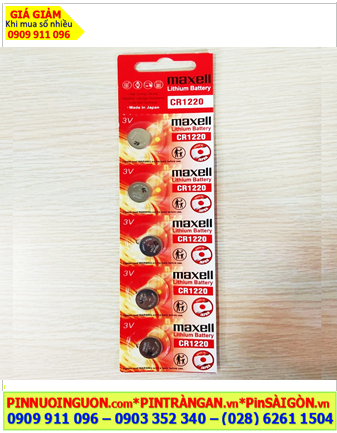 GIÁ GIẢM
Khi mua số nhiều
0909 911 096
maxell
Lithium Battery
Made in Japan
CR1220
3V
maxell
Lithium Battery
CR1220
3V
maxell
Lithium Battery
CR1220
3V
maxell
Lithium Battery
CR1220
3V
maxell
Lithium Battery
CR1220
3V
maxell
Lithium Battery
CR1220
PINNUOINGUON.com*PINTRÀNGAN.vn*PinSÀIGÒN.vn
0909 911 096 – 0903 352 340 – (028) 6261 1504